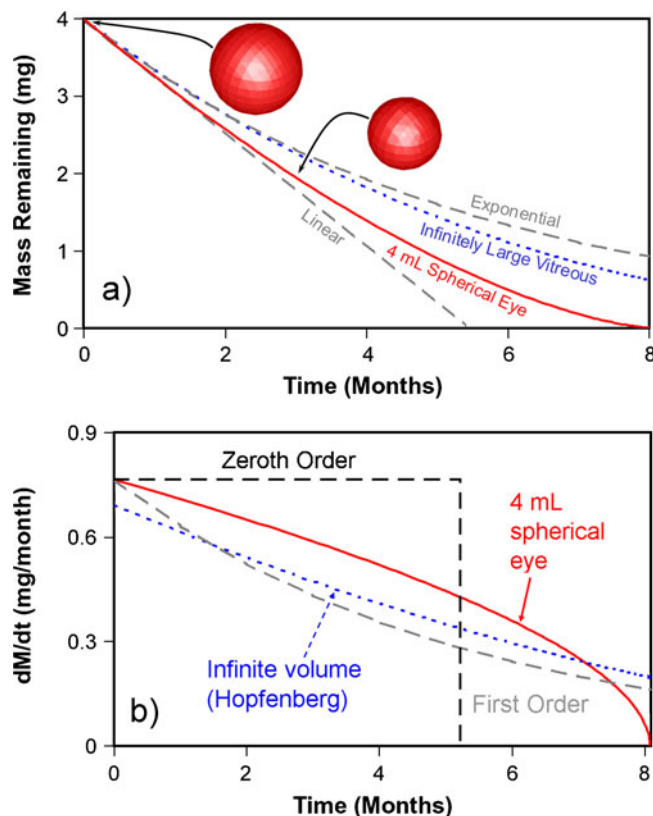 4
3
2
1
0
Mass Remaining (mg)
Exponential
Infinitely Large Vitreous
4 mL Spherical Eye
Linear
a)
0
2
4
6
8
Time (Months)
0.9
0.6
0.3
0
dM/dt (mg/month)
Zeroth Order
4 mL
spherical
eye
Infinite volume
(Hopfenberg)
First Order
b)
0
2
4
6
8
Time (Months)